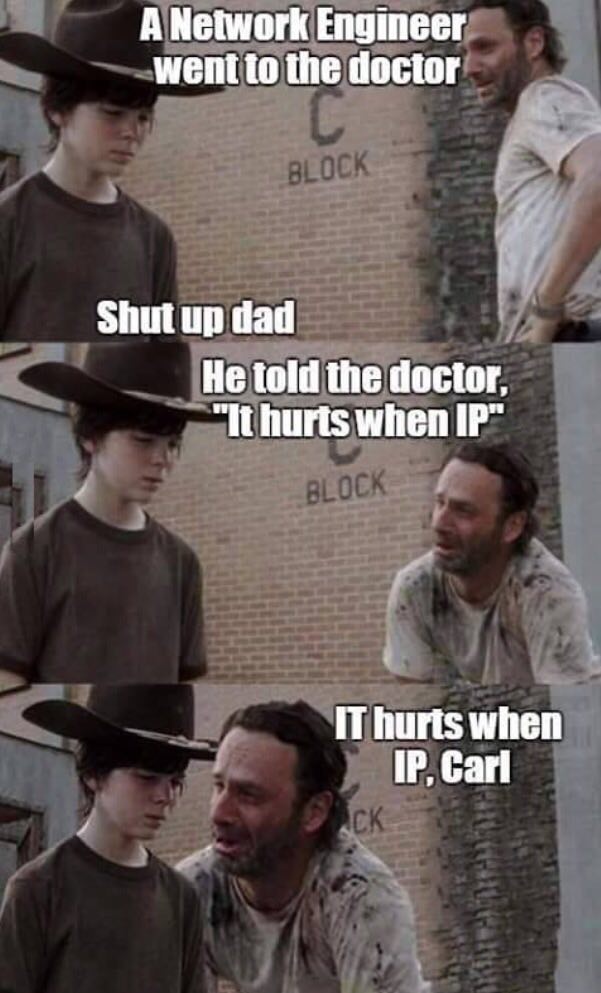 A Network Engineer
went to the doctor
C
BLOCK
Shut up dad
He told the doctor,
"It hurts when IP"
BLOCK
IT hurts when
IP, Carl
CK